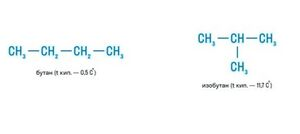 CH₃—CH₂—CH₂—CH₃
бутан (t кип. — 0,5 C°)
CH₃—CH—CH₃
CH₃
изобутан (t кип. — 11,7 C°)